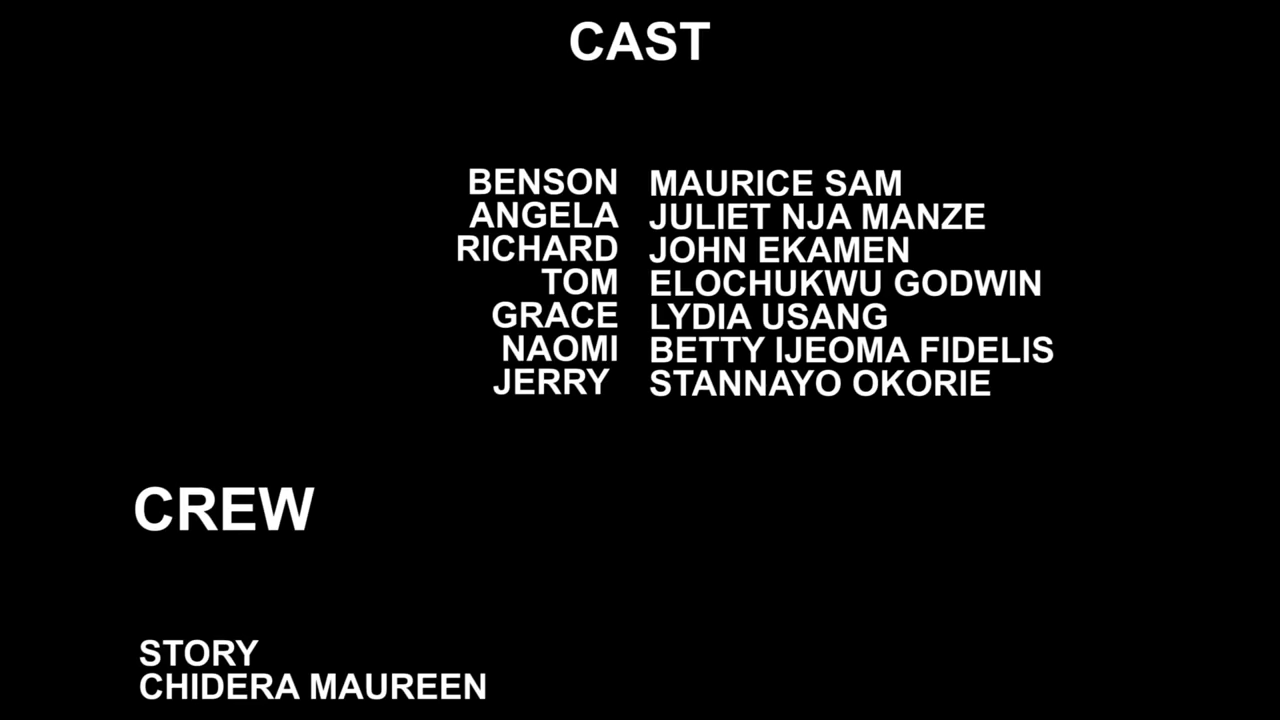 CAST
BENSON MAURICE SAM
ANGELA JULIET NJA MANZE
RICHARD JOHN EKAMEN
TOM ELOCHUKWU GODWIN
GRACE LYDIA USANG
NAOMI BETTY IJEOMA FIDELIS
JERRY STANNAYO OKORIE
CREW
STORY
CHIDERA MAUREEN